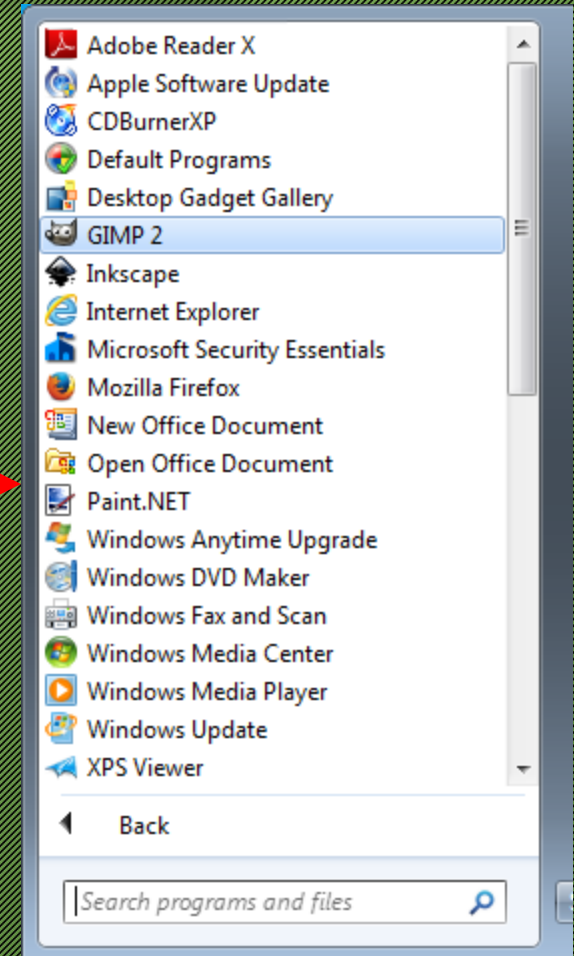 Adobe Reader X
Apple Software Update
CDBurnerXP
Default Programs
Desktop Gadget Gallery
GIMP 2
Inkscape
Internet Explorer
Microsoft Security Essentials
Mozilla Firefox
New Office Document
Open Office Document
Paint.NET
Windows Anytime Upgrade
Windows DVD Maker
Windows Fax and Scan
Windows Media Center
Windows Media Player
Windows Update
XPS Viewer
Back
Search programs and files